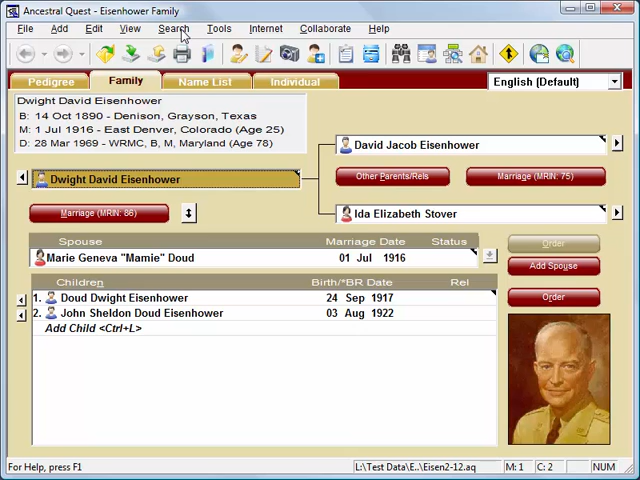 Ancestral Quest - Eisenhower Family
File Add Edit View Search Tools Internet Collaborate Help
Pedigree Family Name List Individual English (Default)
Dwight David Eisenhower
B: 14 Oct 1890 - Denison, Grayson, Texas
M: 1 Jul 1916 - East Denver, Colorado (Age 25)
D: 28 Mar 1969 - WRMC, B, M, Maryland (Age 78)
David Jacob Eisenhower
Dwight David Eisenhower
Other Parents/Rels Marriage (MRIN: 75)
Marriage (MRIN: 86)
Ida Elizabeth Stover
Spouse Marriage Date Status
Order
Marie Geneva "Mamie" Doud 01 Jul 1916
Add Spouse
Children Birth/*BR Date Rel
1. Doud Dwight Eisenhower 24 Sep 1917
Order
2. John Sheldon Doud Eisenhower 03 Aug 1922
Add Child <Ctrl+L>
For Help, press F1 L:\Test Data\E..\Eisen2-12.aq M: 1 C: 2